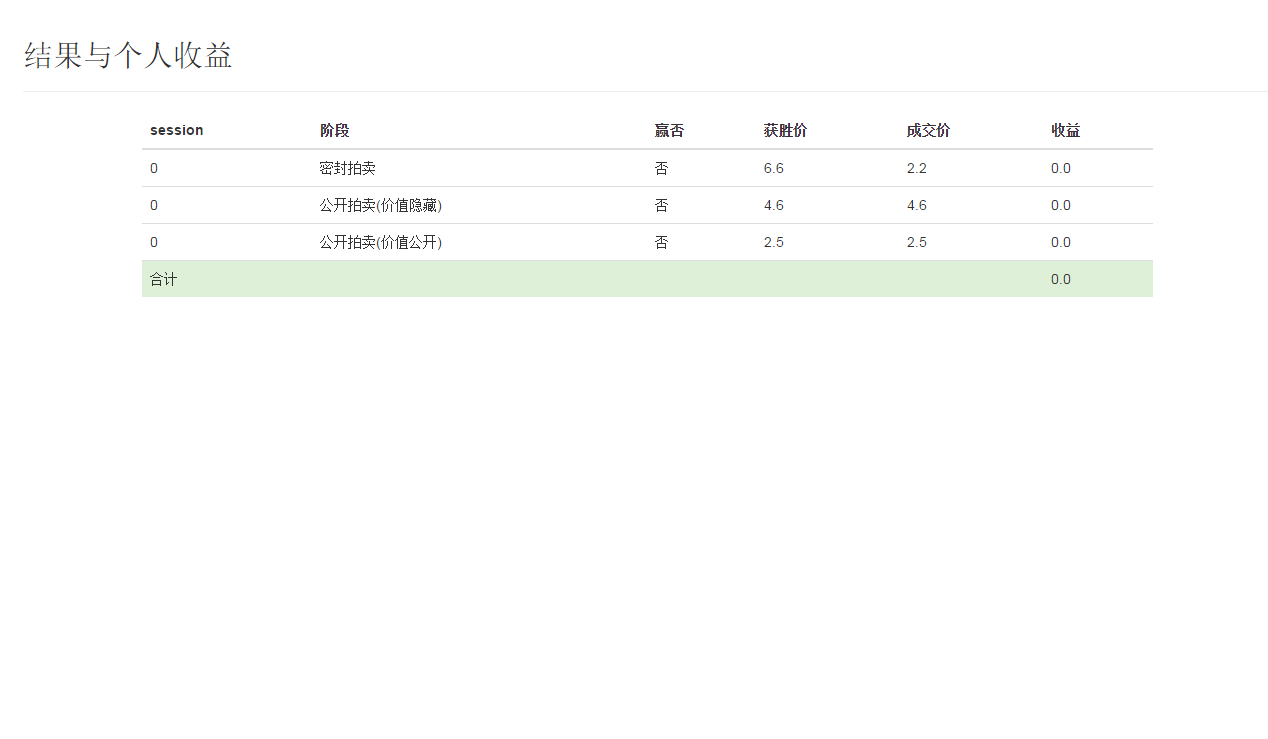 结果与个人收益
session 阶段 赢否 获胜价 成交价 收益
0 密封拍卖 否 6.6 2.2 0.0
0 公开拍卖(价值隐藏) 否 4.6 4.6 0.0
0 公开拍卖(价值公开) 否 2.5 2.5 0.0
合计 0.0